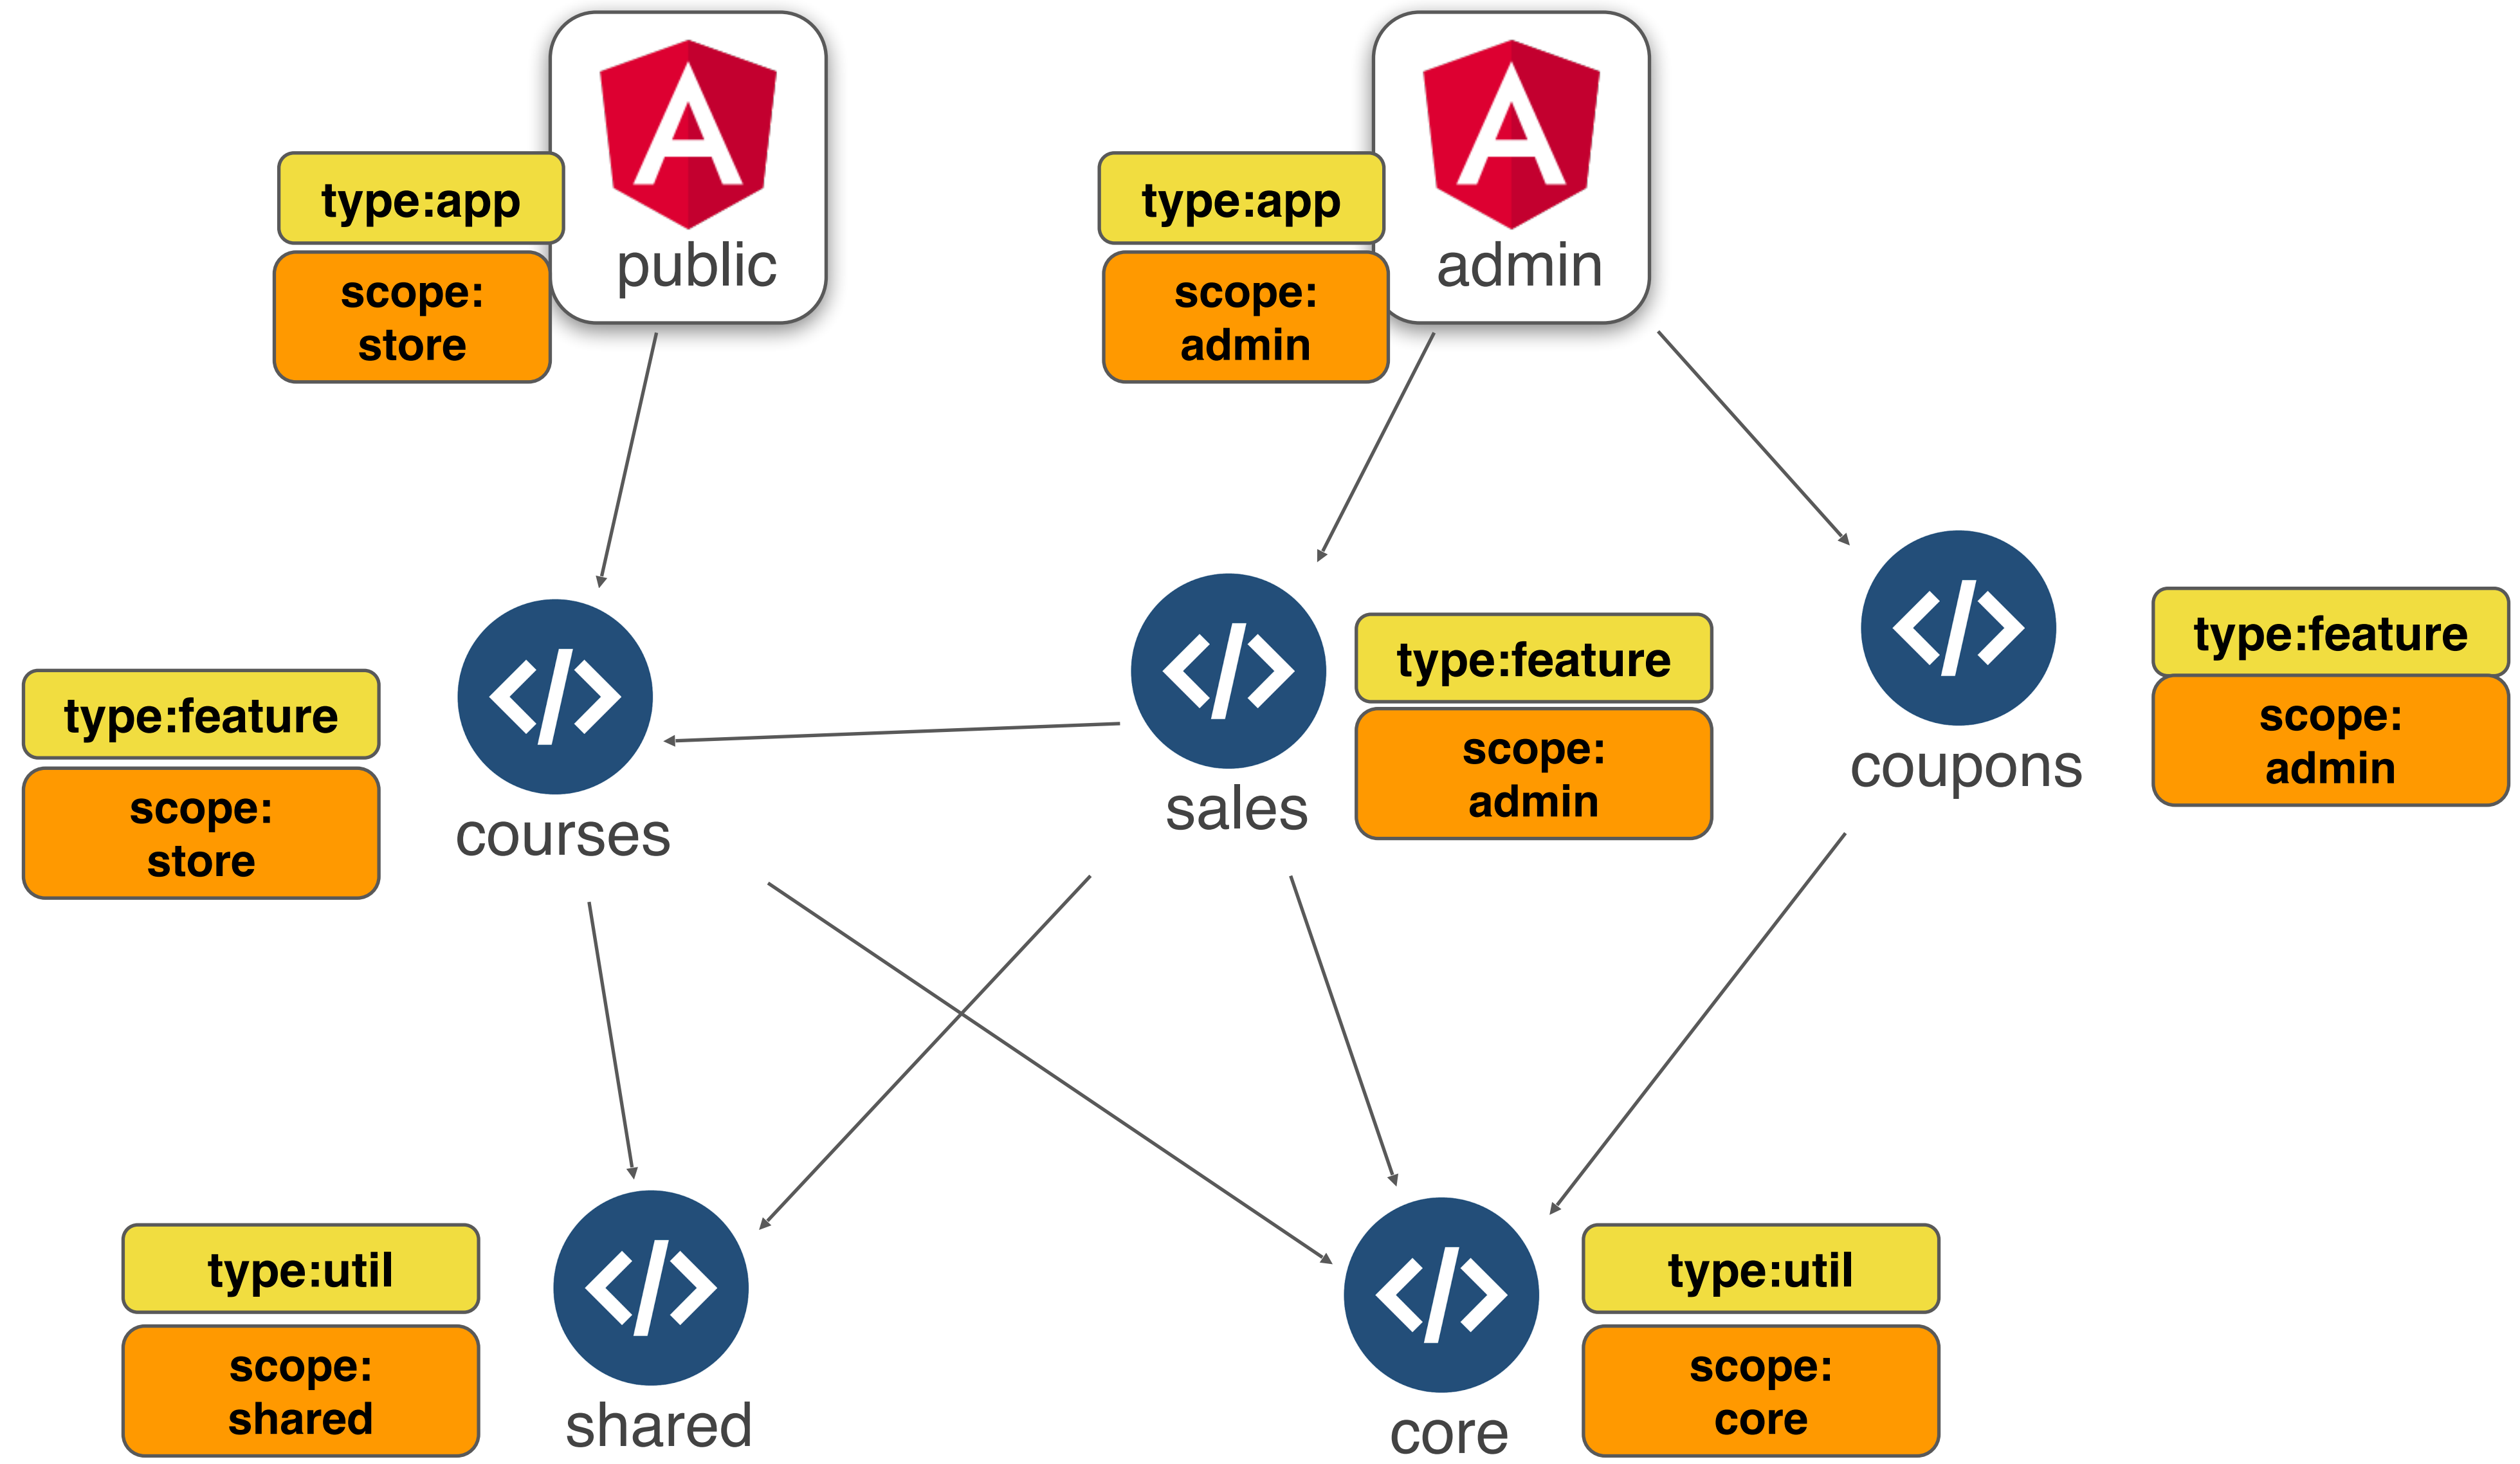 type:app
scope:
store
public
type:app
scope:
admin
admin
type:feature
scope:
store
courses
sales
type:feature
scope:
admin
coupons
type:feature
scope:
admin
type:util
scope:
shared
shared
core
type:util
scope:
core